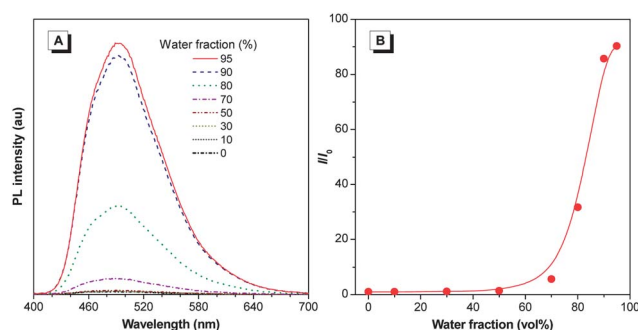 A
Water fraction (%)
95
90
80
70
50
30
10
0
PL intensity (au)
400 460 520 580 640 700
Wavelength (nm)
B
100
80
60
40
20
0
I/I0
0 20 40 60 80 100
Water fraction (vol%)